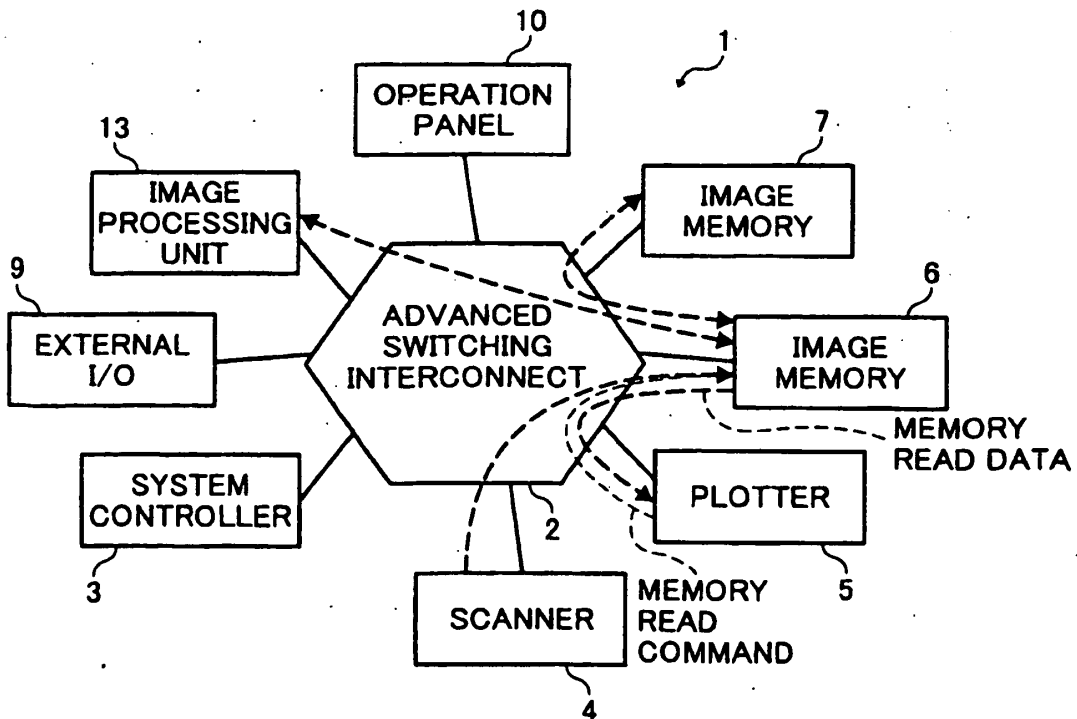 10
1
OPERATION
PANEL
13
7
IMAGE
PROCESSING
UNIT
IMAGE
MEMORY
9
6
EXTERNAL
I/O
ADVANCED
SWITCHING
INTERCONNECT
IMAGE
MEMORY
MEMORY
READ DATA
SYSTEM
CONTROLLER
PLOTTER
2
3
5
SCANNER
MEMORY
READ
COMMAND
4